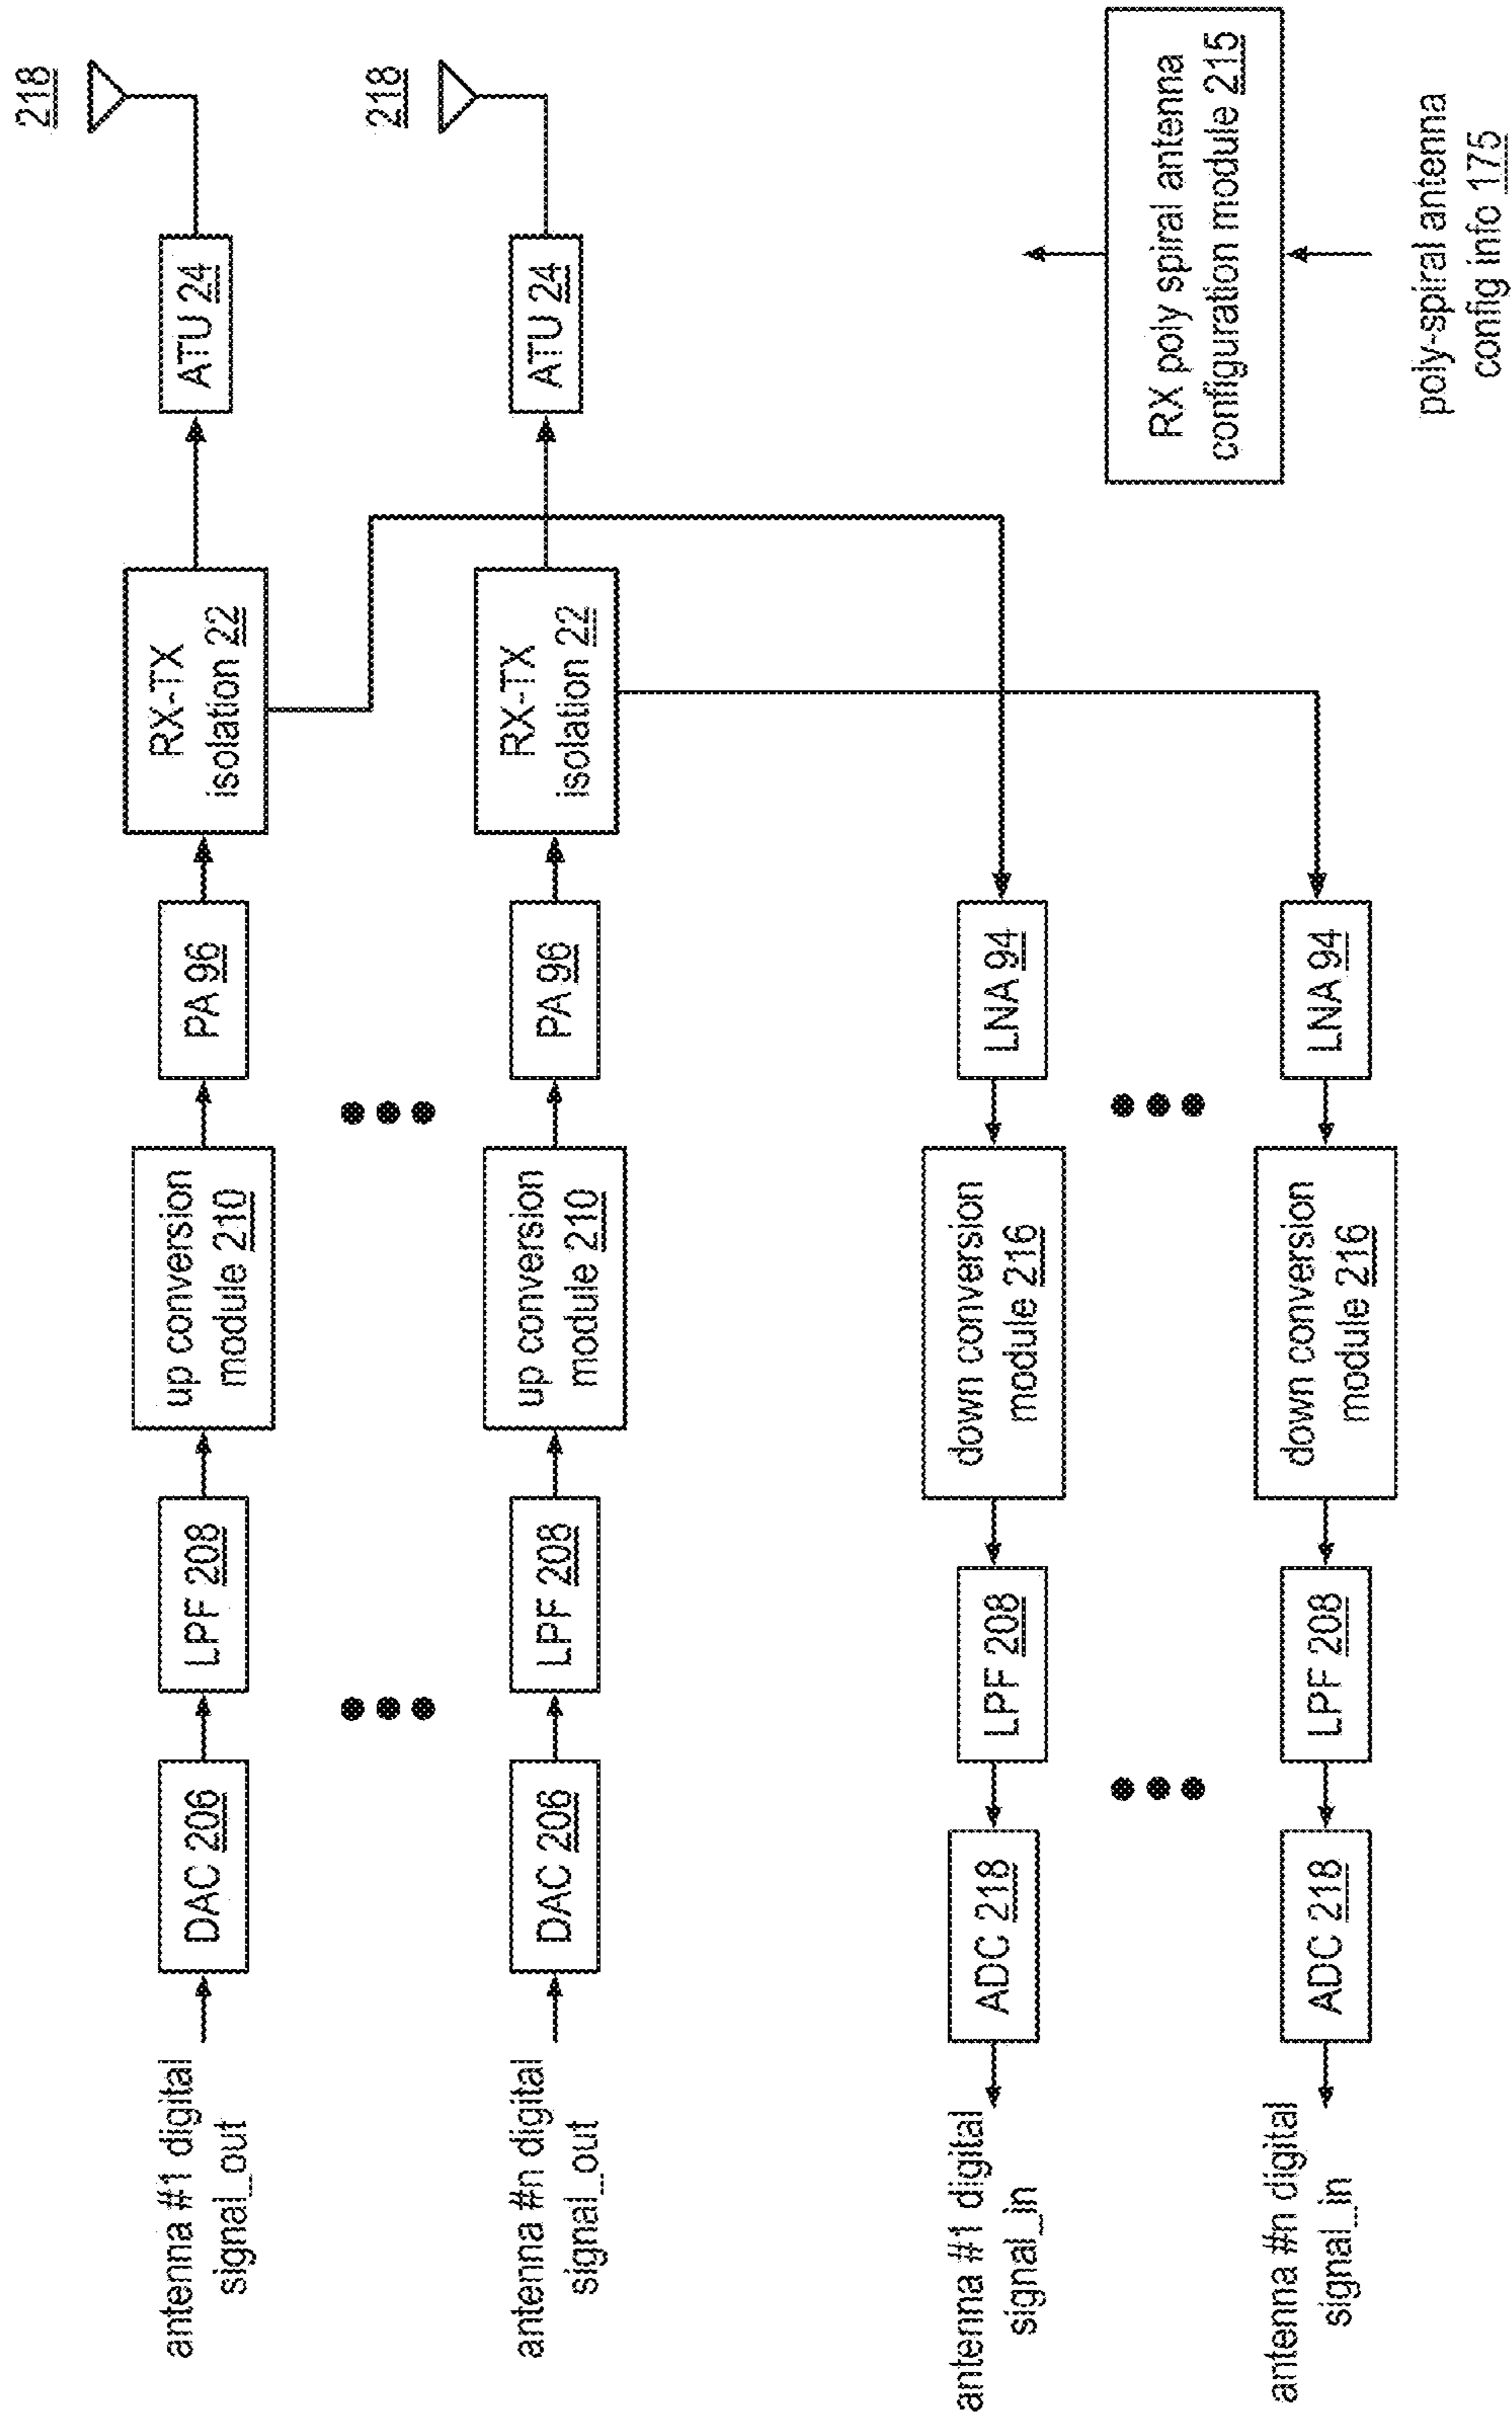 218
antenna #1 digital
signal_out
DAC 206
LPF 208
up conversion
module 210
PA 96
RX-TX
isolation 22
ATU 24
218
antenna #n digital
signal_out
DAC 206
LPF 208
up conversion
module 210
PA 96
RX-TX
isolation 22
ATU 24
antenna #1 digital
signal_in
ADC 218
LPF 208
down conversion
module 216
LNA 94
antenna #n digital
signal_in
ADC 218
LPF 208
down conversion
module 216
LNA 94
RX poly spiral antenna
configuration module 215
poly-spiral antenna
config info 175